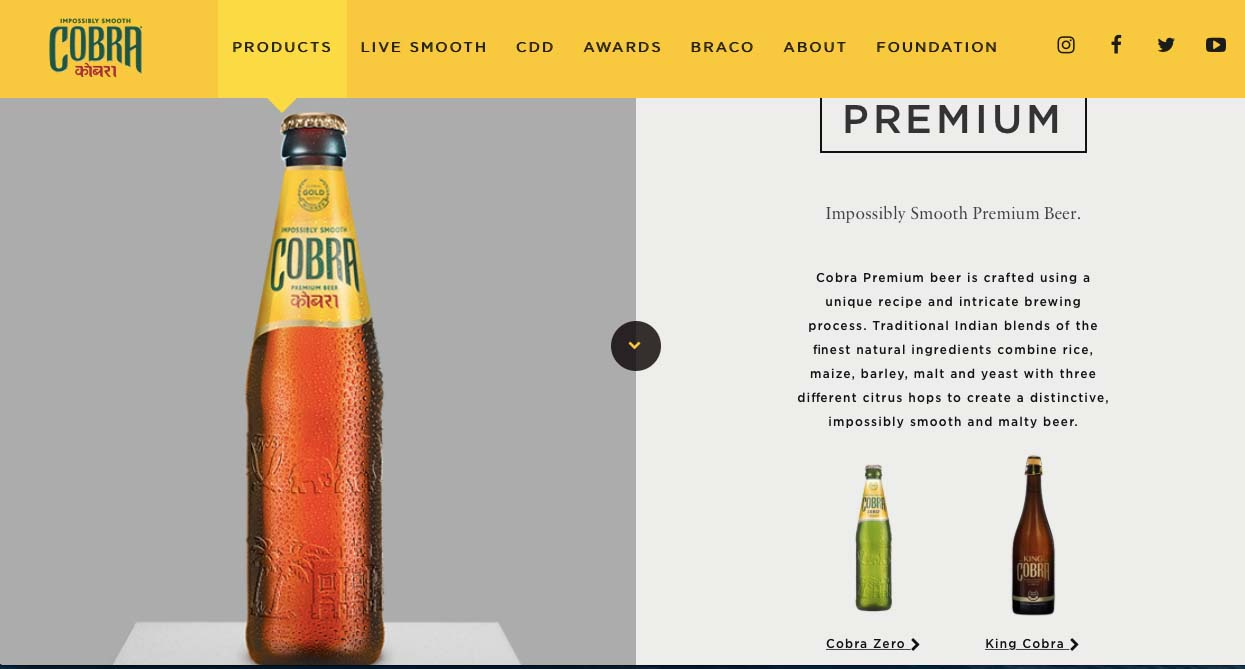 IMPOSSIBLY SMOOTH
COBRA
कोबरा
PRODUCTS
LIVE SMOOTH
CDD
AWARDS
BRACO
ABOUT
FOUNDATION
GOLD
IMPOSSIBLY SMOOTH
COBRA
PREMIUM BEER
कोबरा
PREMIUM
Impossibly Smooth Premium Beer.
Cobra Premium beer is crafted using a
unique recipe and intricate brewing
process. Traditional Indian blends of the
finest natural ingredients combine rice,
maize, barley, malt and yeast with three
different citrus hops to create a distinctive,
impossibly smooth and malty beer.
COBRA
KING
COBRA
Cobra Zero
King Cobra